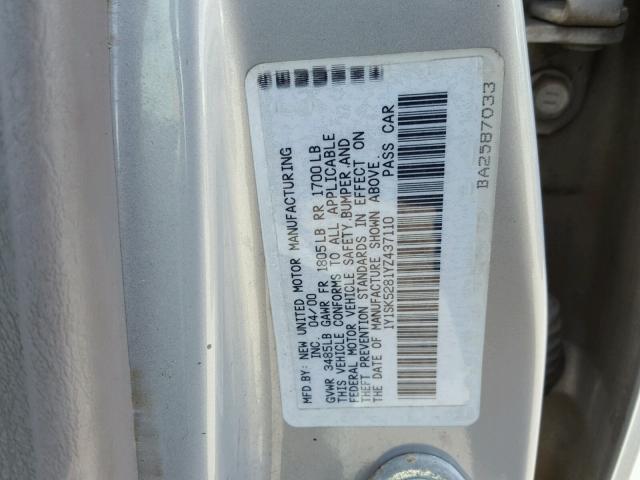 MFD.BY: NEW UNITED MOTOR MANUFACTURING
INC. 04/00
GVWR 3485LB GAWR FR 1805LB RR 1700LB
THIS VEHICLE CONFORMS TO ALL APPLICABLE
FEDERAL MOTOR VEHICLE SAFETY,BUMPER,AND
THEFT PREVENTION STANDARDS IN EFFECT ON
THE DATE OF MANUFACTURE SHOWN ABOVE.
1Y1SK5281YZ437110 PASS CAR
BA2587033